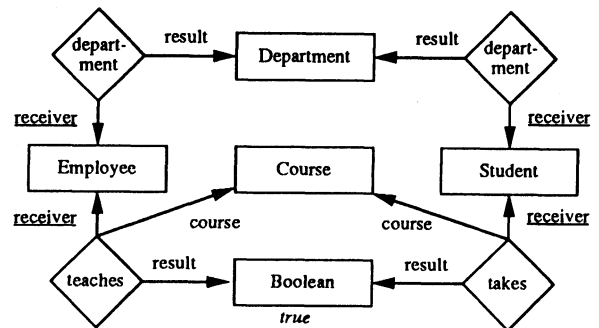 depart-
ment
result
Department
result
depart-
ment
receiver
receiver
Employee
Course
Student
receiver
course
course
receiver
teaches
result
Boolean
result
takes
true